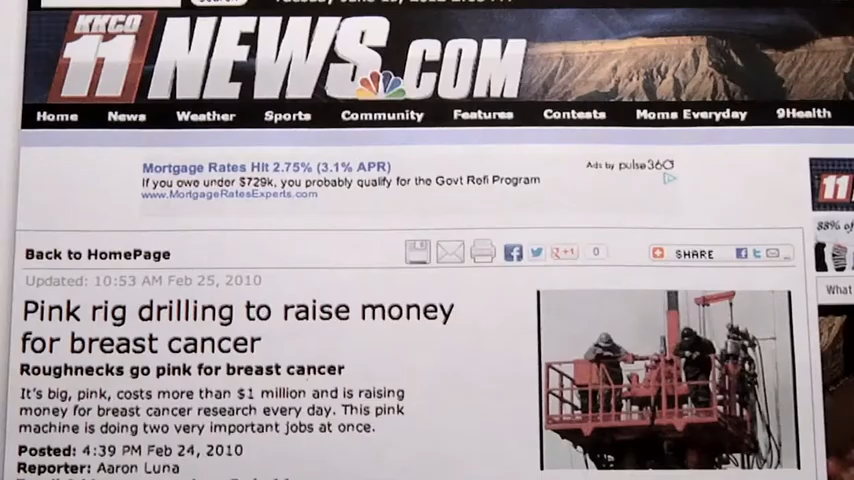 KKCO
11 NEWS.COM
Home News Weather Sports Community Features Contests Moms Everyday 9Health
Mortgage Rates Hit 2.75% (3.1% APR)
If you owe under $729k, you probably qualify for the Govt Refi Program
www.MortgageRatesExperts.com
Ads by pulse360
11
88% of
Back to HomePage
+1 0
SHARE
What
Updated: 10:53 AM Feb 25, 2010
Pink rig drilling to raise money
for breast cancer
Roughnecks go pink for breast cancer
It's big, pink, costs more than $1 million and is raising
money for breast cancer research every day. This pink
machine is doing two very important jobs at once.
Posted: 4:39 PM Feb 24, 2010
Reporter: Aaron Luna